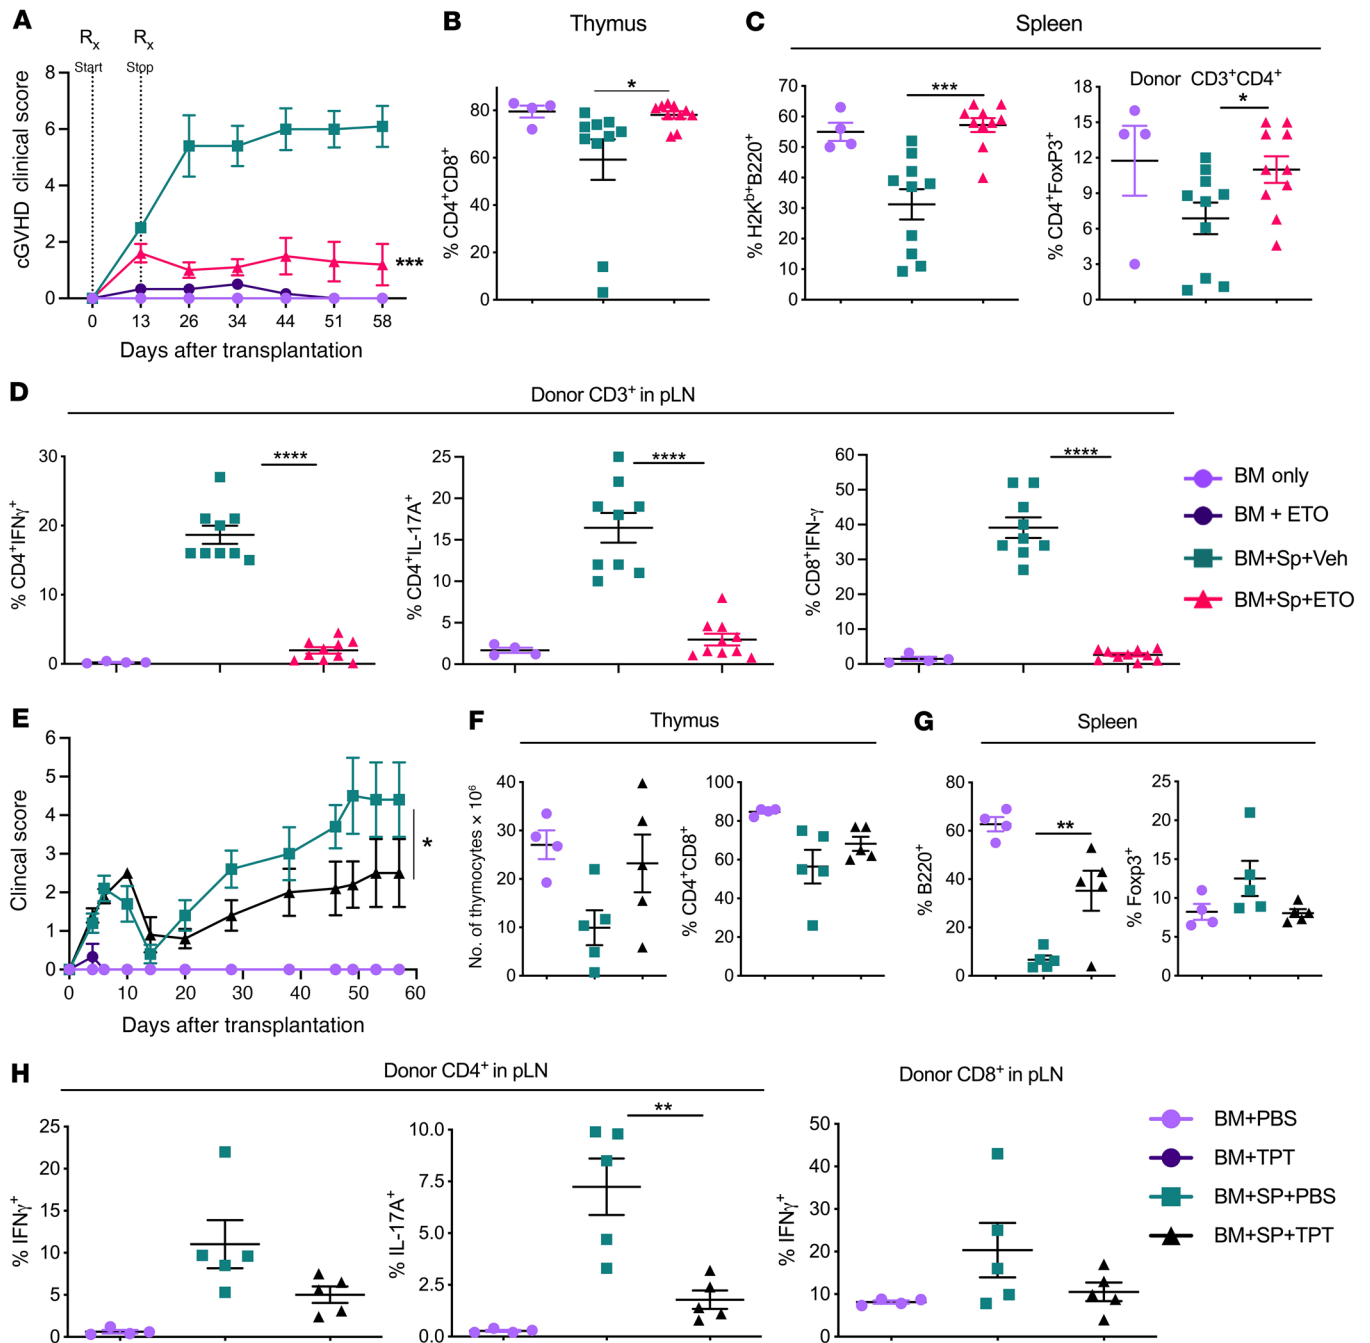 A
Rx Start
Rx Stop
cGVHD clinical score
8
6
4
2
0
***
0 13 26 34 44 51 58
Days after transplantation
B
Thymus
% CD4+CD8+
80
60
40
20
0
*
C
Spleen
% H2Kb+B220+
70
60
50
40
30
20
10
0
***
Donor CD3+CD4+
% CD4+FoxP3+
18
15
12
9
6
3
0
*
D
Donor CD3+ in pLN
% CD4+IFNγ+
30
20
10
0
****
% CD4+IL-17A+
25
20
15
10
5
0
****
% CD8+IFN-γ
60
50
40
30
20
10
0
****
BM only
BM + ETO
BM+Sp+Veh
BM+Sp+ETO
E
Clincal score
6
5
4
3
2
1
0
*
0 10 20 30 40 50 60
Days after transplantation
F
Thymus
No. of thymocytes × 10⁶
40
30
20
10
0
% CD4+CD8+
100
80
60
40
20
0
G
Spleen
% B220+
80
60
40
20
0
**
% Foxp3+
25
20
15
10
5
0
H
Donor CD4+ in pLN
% IFNγ+
25
20
15
10
5
0
% IL-17A+
10.0
7.5
5.0
2.5
0.0
**
Donor CD8+ in pLN
% IFNγ+
50
40
30
20
10
0
BM+PBS
BM+TPT
BM+SP+PBS
BM+SP+TPT